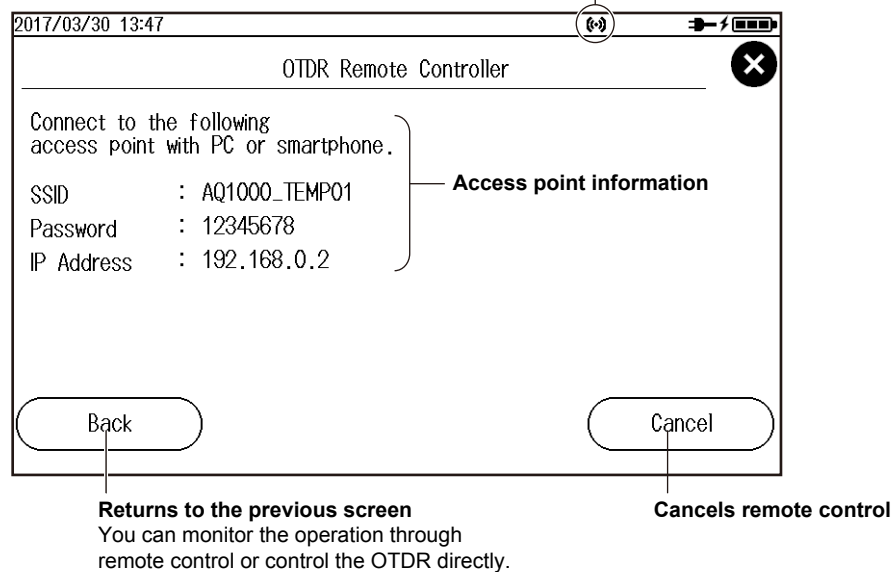 2017/03/30 13:47
OTDR Remote Controller
Connect to the following
access point with PC or smartphone.
Access point information
SSID : AQ1000_TEMP01
Password : 12345678
IP Address : 192.168.0.2
Back
Cancel
Returns to the previous screen
Cancels remote control
You can monitor the operation through
remote control or control the OTDR directly.